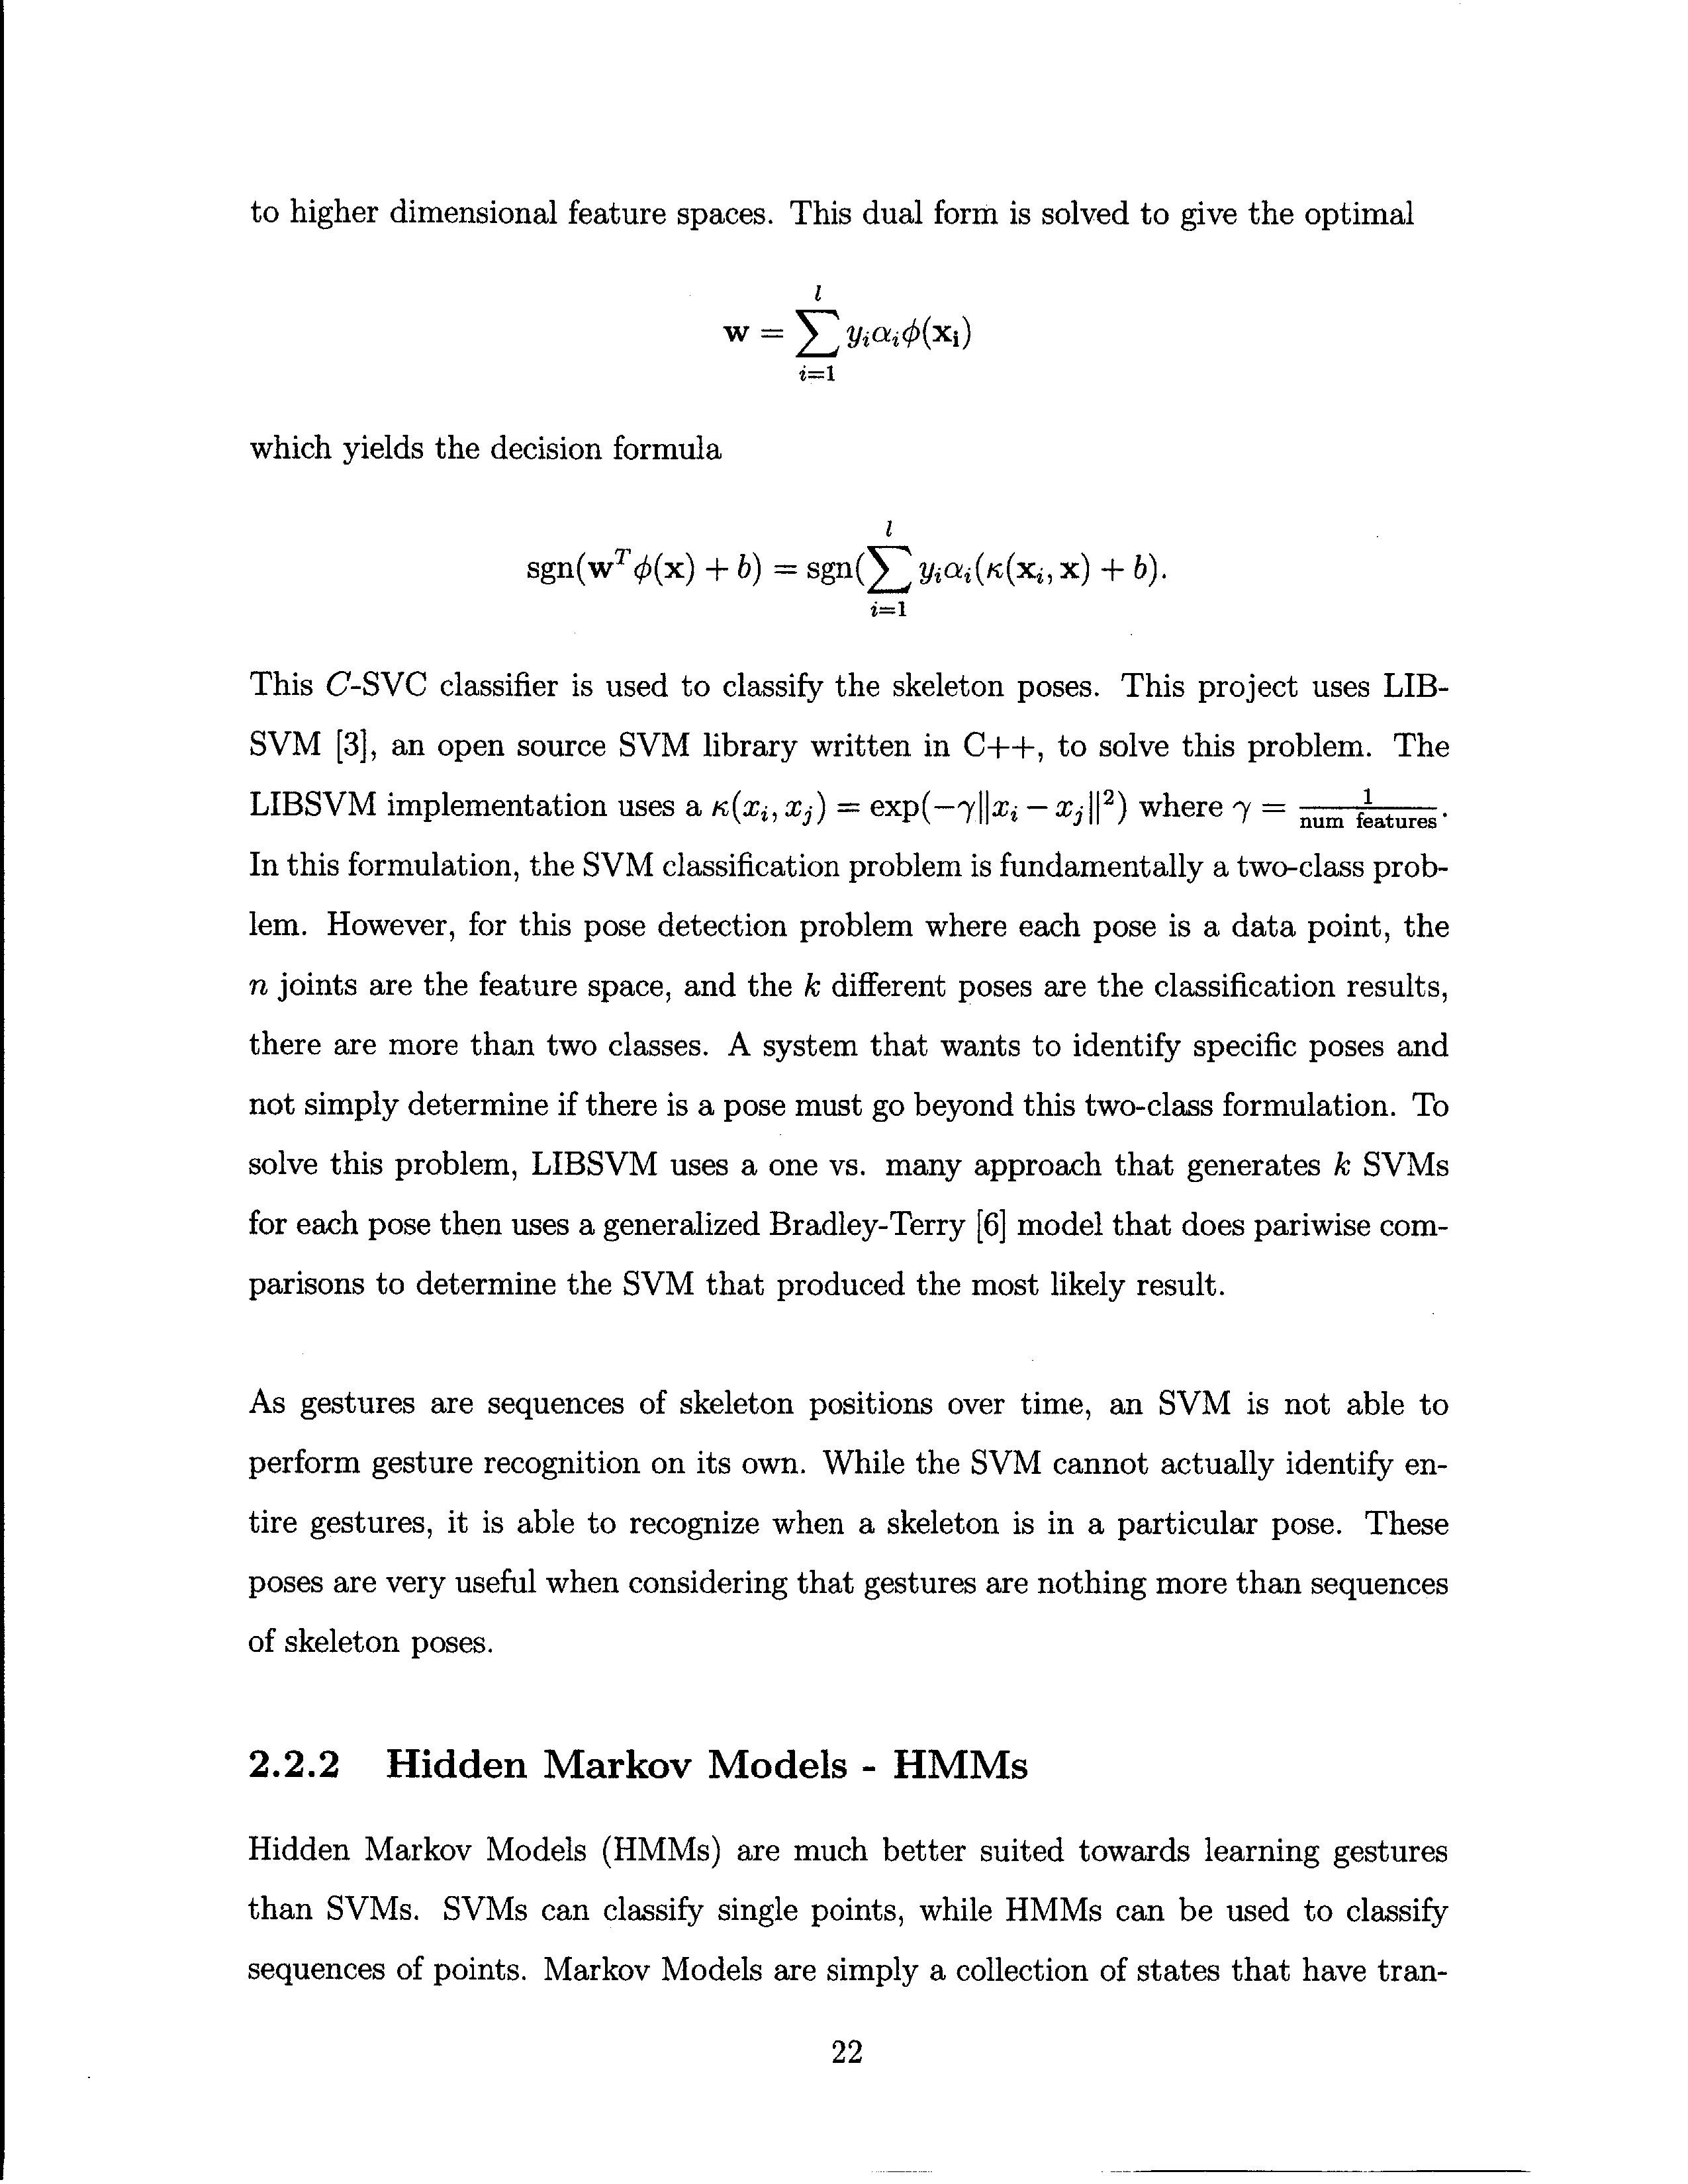 to higher dimensional feature spaces. This dual form is solved to give the optimal
w = ∑_{i=1}^{l} y_i α_i ϕ(x_i)
which yields the decision formula
sgn(w^T ϕ(x) + b) = sgn(∑_{i=1}^{l} y_i α_i (κ(x_i, x) + b).
This C-SVC classifier is used to classify the skeleton poses. This project uses LIB-
SVM [3], an open source SVM library written in C++, to solve this problem. The
LIBSVM implementation uses a κ(x_i, x_j) = exp(−γ||x_i − x_j||²) where γ = 1/(num features).
In this formulation, the SVM classification problem is fundamentally a two-class prob-
lem. However, for this pose detection problem where each pose is a data point, the
n joints are the feature space, and the k different poses are the classification results,
there are more than two classes. A system that wants to identify specific poses and
not simply determine if there is a pose must go beyond this two-class formulation. To
solve this problem, LIBSVM uses a one vs. many approach that generates k SVMs
for each pose then uses a generalized Bradley-Terry [6] model that does pariwise com-
parisons to determine the SVM that produced the most likely result.
As gestures are sequences of skeleton positions over time, an SVM is not able to
perform gesture recognition on its own. While the SVM cannot actually identify en-
tire gestures, it is able to recognize when a skeleton is in a particular pose. These
poses are very useful when considering that gestures are nothing more than sequences
of skeleton poses.
2.2.2 Hidden Markov Models - HMMs
Hidden Markov Models (HMMs) are much better suited towards learning gestures
than SVMs. SVMs can classify single points, while HMMs can be used to classify
sequences of points. Markov Models are simply a collection of states that have tran-
22